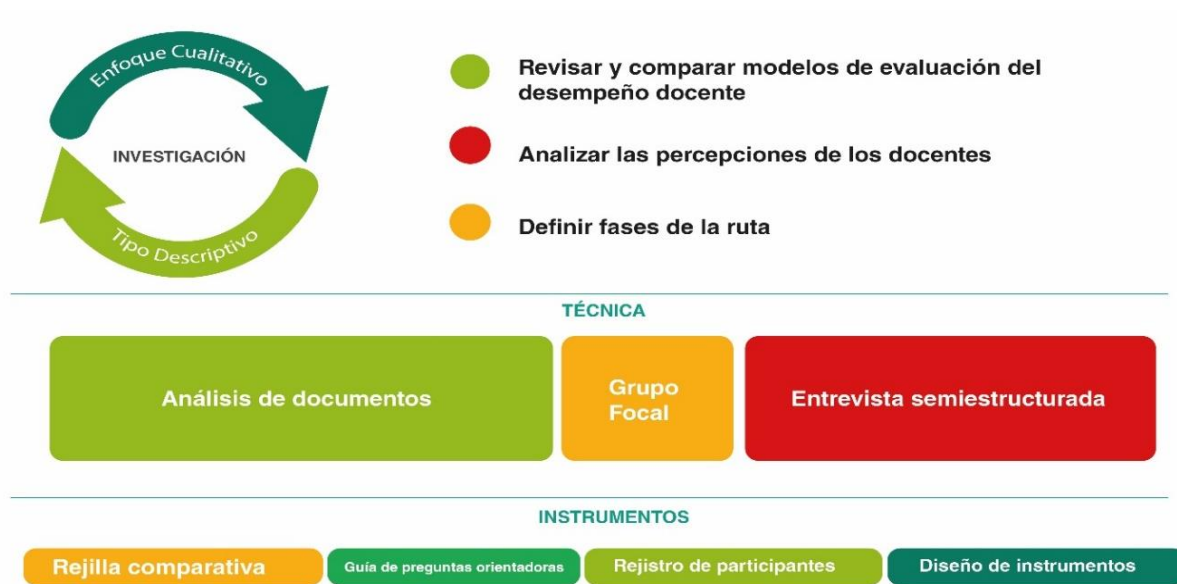 Enfoque Cualitativo
INVESTIGACIÓN
Tipo Descriptivo
Revisar y comparar modelos de evaluación del
desempeño docente
Analizar las percepciones de los docentes
Definir fases de la ruta
TÉCNICA
Análisis de documentos
Grupo
Focal
Entrevista semiestructurada
INSTRUMENTOS
Rejilla comparativa
Guía de preguntas orientadoras
Rejistro de participantes
Diseño de instrumentos